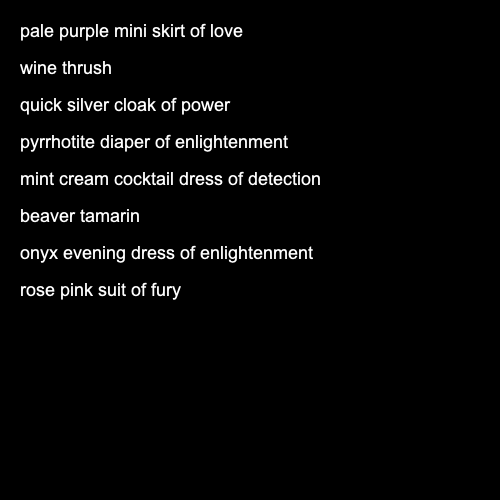 pale purple mini skirt of love
wine thrush
quick silver cloak of power
pyrrhotite diaper of enlightenment
mint cream cocktail dress of detection
beaver tamarin
onyx evening dress of enlightenment
rose pink suit of fury